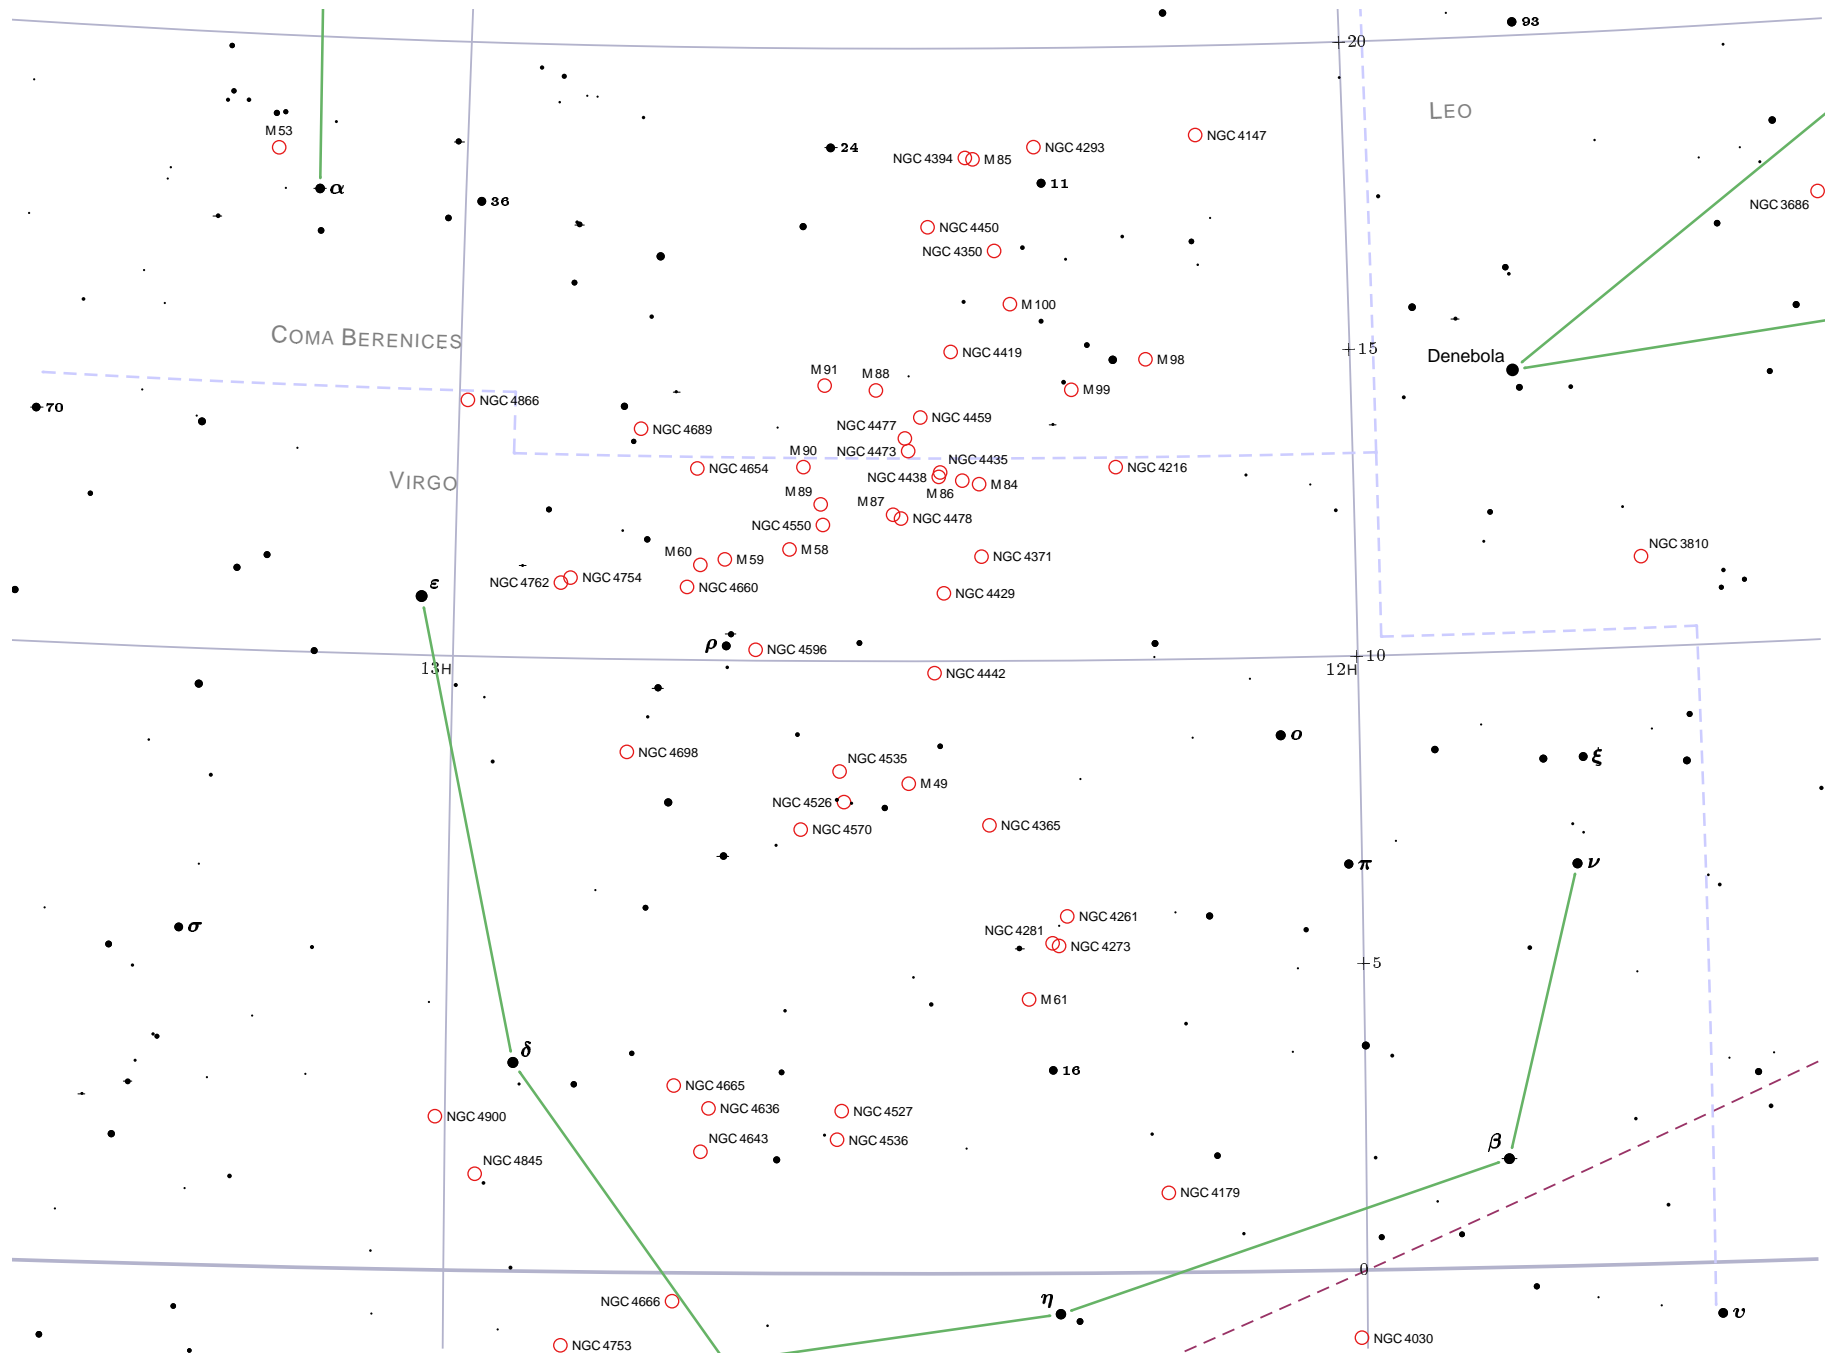 93
+20
LEO
M 53
NGC 4147
24
NGC 4293
NGC 4394
M 85
11
α
36
NGC 3686
NGC 4450
NGC 4350
M 100
COMA BERENICES
NGC 4419
+15
Denebola
M 98
M 91
M 88
M 99
NGC 4866
70
NGC 4459
NGC 4477
NGC 4689
M 90
NGC 4473
NGC 4435
NGC 4654
NGC 4216
NGC 4438
VIRGO
M 86
M 84
M 89
M 87
NGC 4478
NGC 4550
NGC 3810
M 60
M 58
M 59
NGC 4371
NGC 4762
NGC 4754
ε
NGC 4660
NGC 4429
ρ
NGC 4596
+10
13H
12H
NGC 4442
ο
NGC 4698
NGC 4535
ξ
M 49
NGC 4526
NGC 4570
NGC 4365
π
ν
NGC 4261
σ
NGC 4281
NGC 4273
+5
M 61
δ
16
NGC 4665
NGC 4636
NGC 4527
NGC 4900
NGC 4643
NGC 4536
β
NGC 4845
NGC 4179
0
NGC 4666
η
υ
NGC 4030
NGC 4753